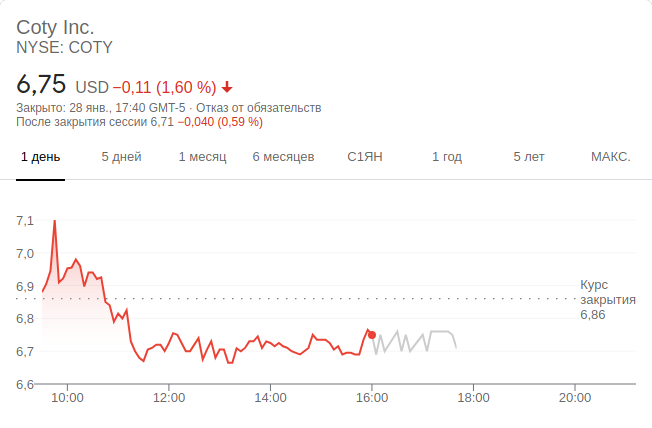 Coty Inc.
NYSE: COTY
6,75 USD −0,11 (1,60 %)
Закрыто: 28 янв., 17:40 GMT-5 · Отказ от обязательств
После закрытия сессии 6,71 −0,040 (0,59 %)
1 день 5 дней 1 месяц 6 месяцев С1ЯН 1 год 5 лет МАКС.
7,1
7,0
6,9
6,8
6,7
6,6
Курс
закрытия
6,86
10:00 12:00 14:00 16:00 18:00 20:00